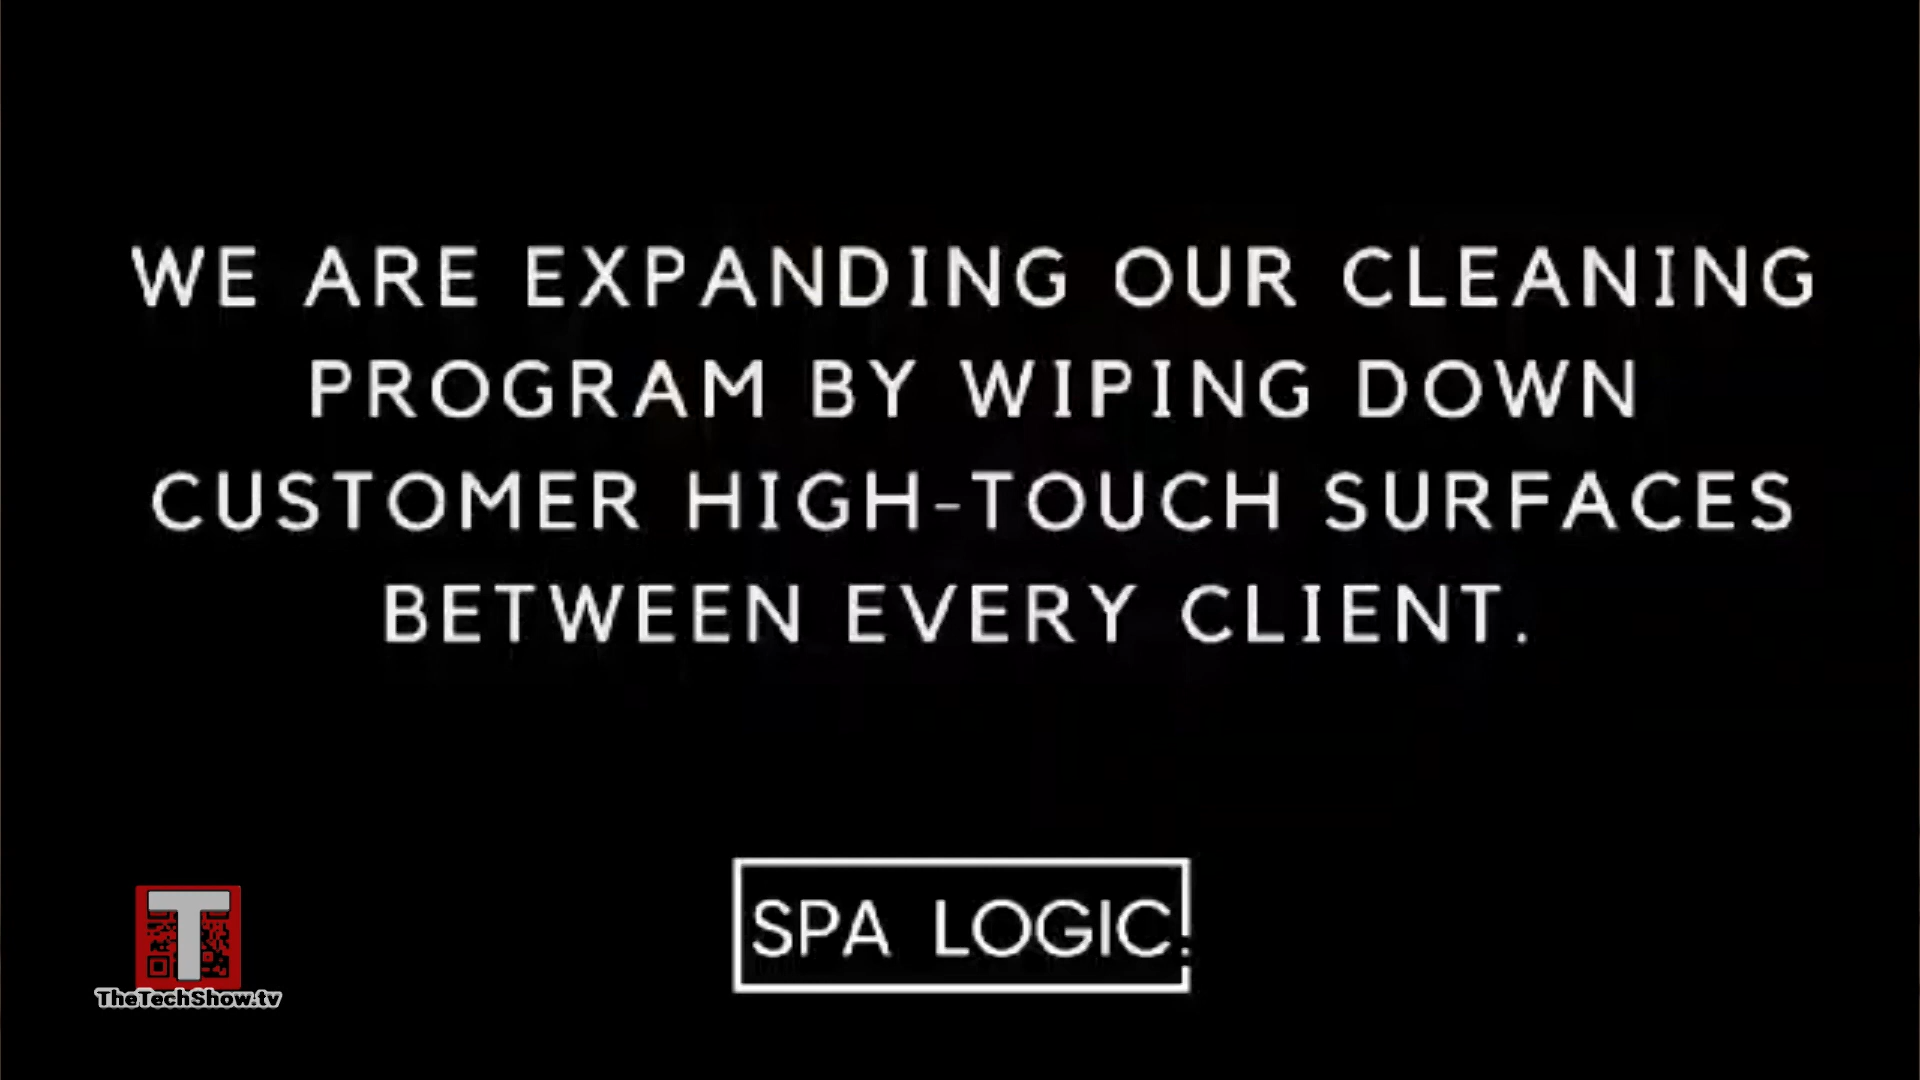 WE ARE EXPANDING OUR CLEANING
PROGRAM BY WIPING DOWN
CUSTOMER HIGH-TOUCH SURFACES
BETWEEN EVERY CLIENT.
SPA LOGIC:
T
TheTechShow.tv